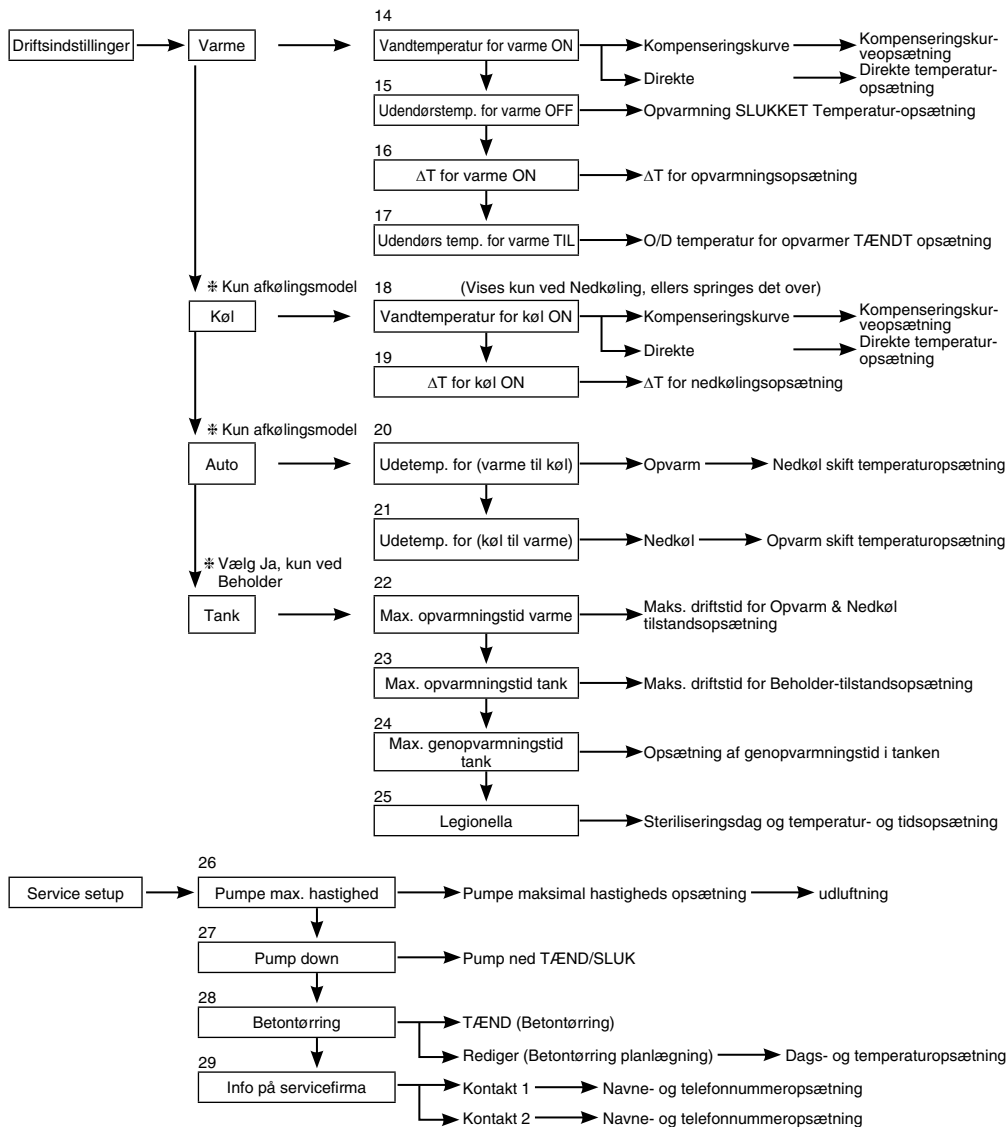 14
Driftsindstillinger
Varme
Vandtemperatur for varme ON
Kompenseringskurve
Kompenseringskur-
veopsætning
Direkte
Direkte temperatur-
opsætning
15
Udendørstemp. for varme OFF
Opvarmning SLUKKET Temperatur-opsætning
16
∆T for varme ON
∆T for opvarmningsopsætning
17
Udendørs temp. for varme TIL
O/D temperatur for opvarmer TÆNDT opsætning
❉ Kun afkølingsmodel
18
(Vises kun ved Nedkøling, ellers springes det over)
Køl
Vandtemperatur for køl ON
Kompenseringskurve
Kompenseringskur-
veopsætning
Direkte
Direkte temperatur-
opsætning
19
∆T for køl ON
∆T for nedkølingsopsætning
❉ Kun afkølingsmodel
20
Auto
Udetemp. for (varme til køl)
Opvarm
Nedkøl skift temperaturopsætning
21
Udetemp. for (køl til varme)
Nedkøl
Opvarm skift temperaturopsætning
❉ Vælg Ja, kun ved
Beholder
22
Tank
Max. opvarmningstid varme
Maks. driftstid for Opvarm & Nedkøl
tilstandsopsætning
23
Max. opvarmningstid tank
Maks. driftstid for Beholder-tilstandsopsætning
24
Max. genopvarmningstid
tank
Opsætning af genopvarmningstid i tanken
25
Legionella
Steriliseringsdag og temperatur- og tidsopsætning
26
Service setup
Pumpe max. hastighed
Pumpe maksimal hastigheds opsætning
udluftning
27
Pump down
Pump ned TÆND/SLUK
28
Betontørring
TÆND (Betontørring)
Rediger (Betontørring planlægning)
Dags- og temperaturopsætning
29
Info på servicefirma
Kontakt 1
Navne- og telefonnummeropsætning
Kontakt 2
Navne- og telefonnummeropsætning